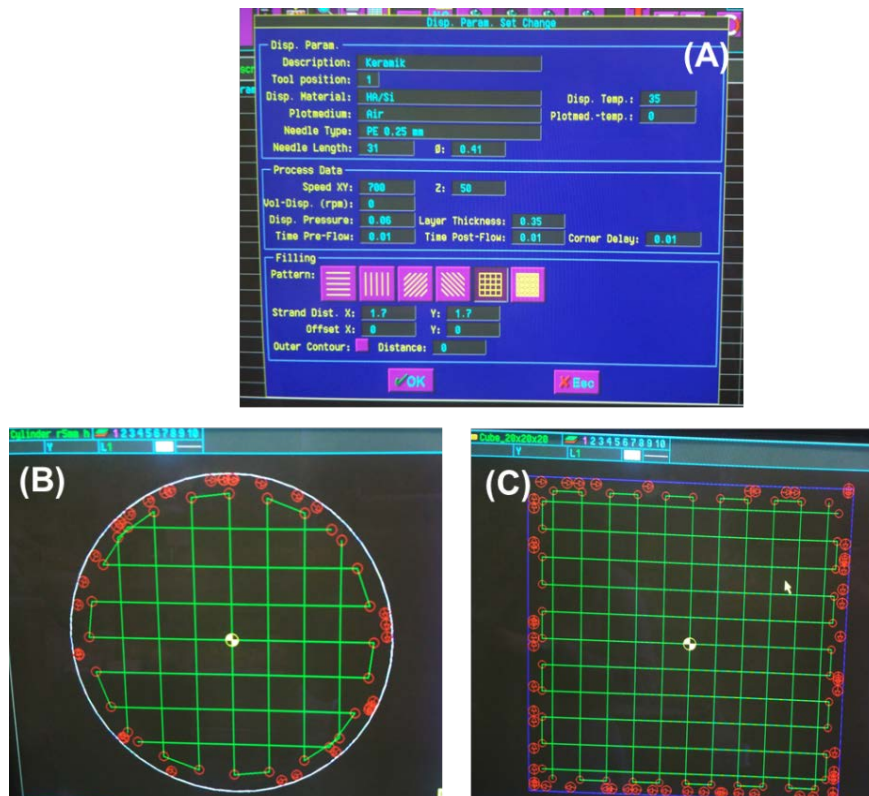 Disp. Param. Set Change
(A)
Disp. Param.
Description: Keramik
Tool position: 1
Disp. Material: HA/Si Disp. Temp.: 35
Plotmedium: Air Plotmed.-temp.: 0
Needle Type: PE 0.25 mm
Needle Length: 31 Ø: 0.41
Process Data
Speed XY: 700 Z: 50
Vol-Disp. (rpm): 0
Disp. Pressure: 0.06 Layer Thickness: 0.35
Time Pre-Flow: 0.01 Time Post-Flow: 0.01 Corner Delay: 0.01
Filling
Pattern:
Strand Dist. X: 1.7 Y: 1.7
Offset X: 0 Y: 0
Outer Contour: Distance: 0
OK Esc
Cylinder r5mm h 1 2 3 4 5 6 7 8 9 10
Y L1
(B)
Cube_20x20x20 1 2 3 4 5 6 7 8 9 10
Y L1
(C)